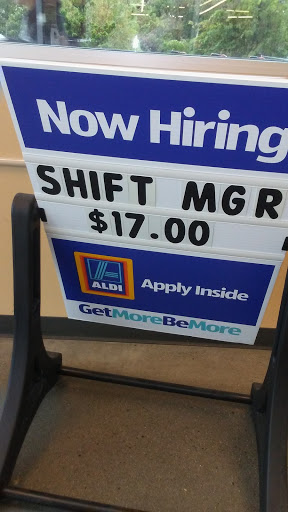 Now Hiring
SHIFT MGR
$17.00
ALDI
Apply Inside
GetMoreBeMore